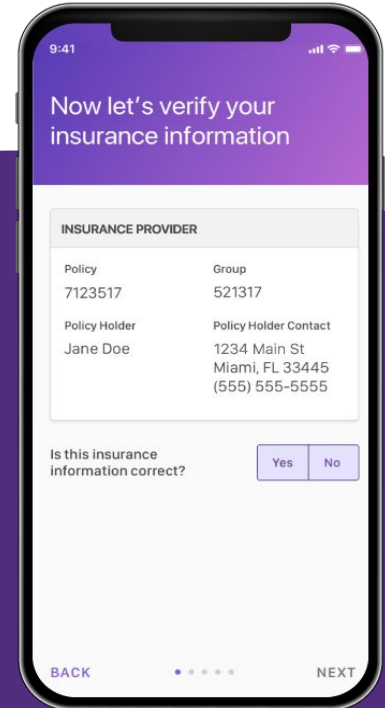 9:41
Now let's verify your
insurance information
INSURANCE PROVIDER
Policy
Group
7123517
521317
Policy Holder
Policy Holder Contact
Jane Doe
1234 Main St
Miami, FL 33445
(555) 555-5555
Is this insurance
information correct?
Yes
No
BACK
NEXT